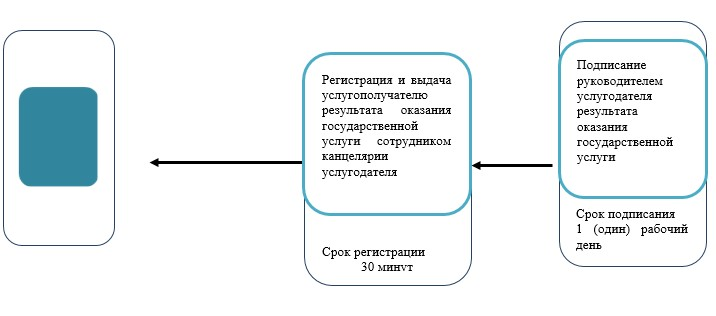 Регистрация и выдача
услугополучателю
результата оказания
государственной
услуги сотрудником
канцелярии
услугодателя
Срок регистрации
30 минут
Подписание
руководителем
услугодателя
результата
оказания
государственной
услуги
Срок подписания
1 (один) рабочий
день